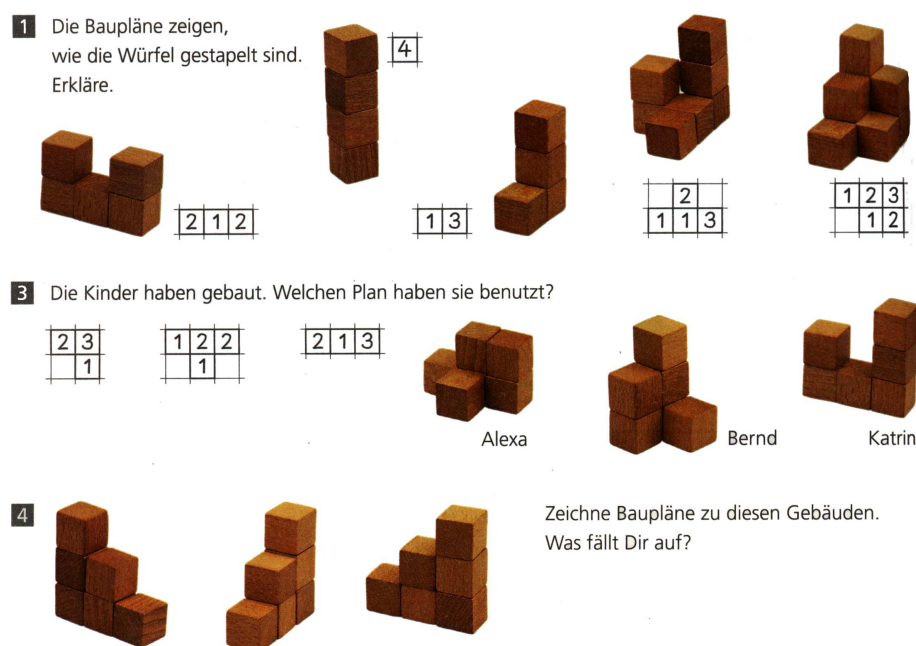 1 Die Baupläne zeigen,
wie die Würfel gestapelt sind.
Erkläre.
4
2 1 2
1 3
2
1 1 3
1 2 3
1 2
3 Die Kinder haben gebaut. Welchen Plan haben sie benutzt?
2 3
1
1 2 2
1
2 1 3
Alexa
Bernd
Katrin
4 Zeichne Baupläne zu diesen Gebäuden.
Was fällt Dir auf?